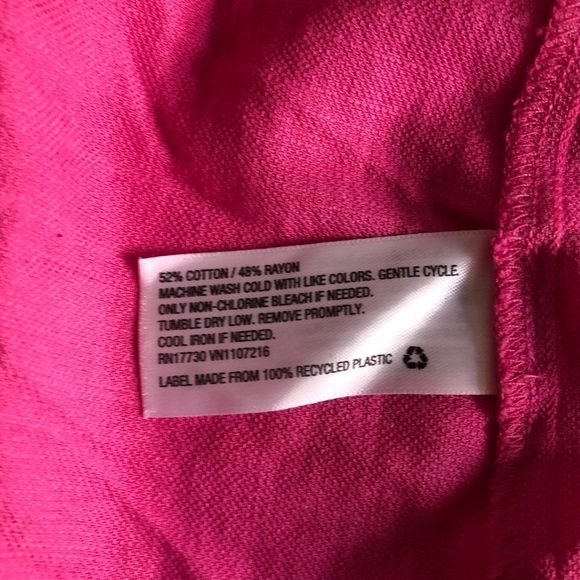 52% COTTON / 48% RAYON
MACHINE WASH COLD WITH LIKE COLORS. GENTLE CYCLE.
ONLY NON-CHLORINE BLEACH IF NEEDED.
TUMBLE DRY LOW. REMOVE PROMPTLY.
COOL IRON IF NEEDED.
RN17730 VN1107216
LABEL MADE FROM 100% RECYCLED PLASTIC